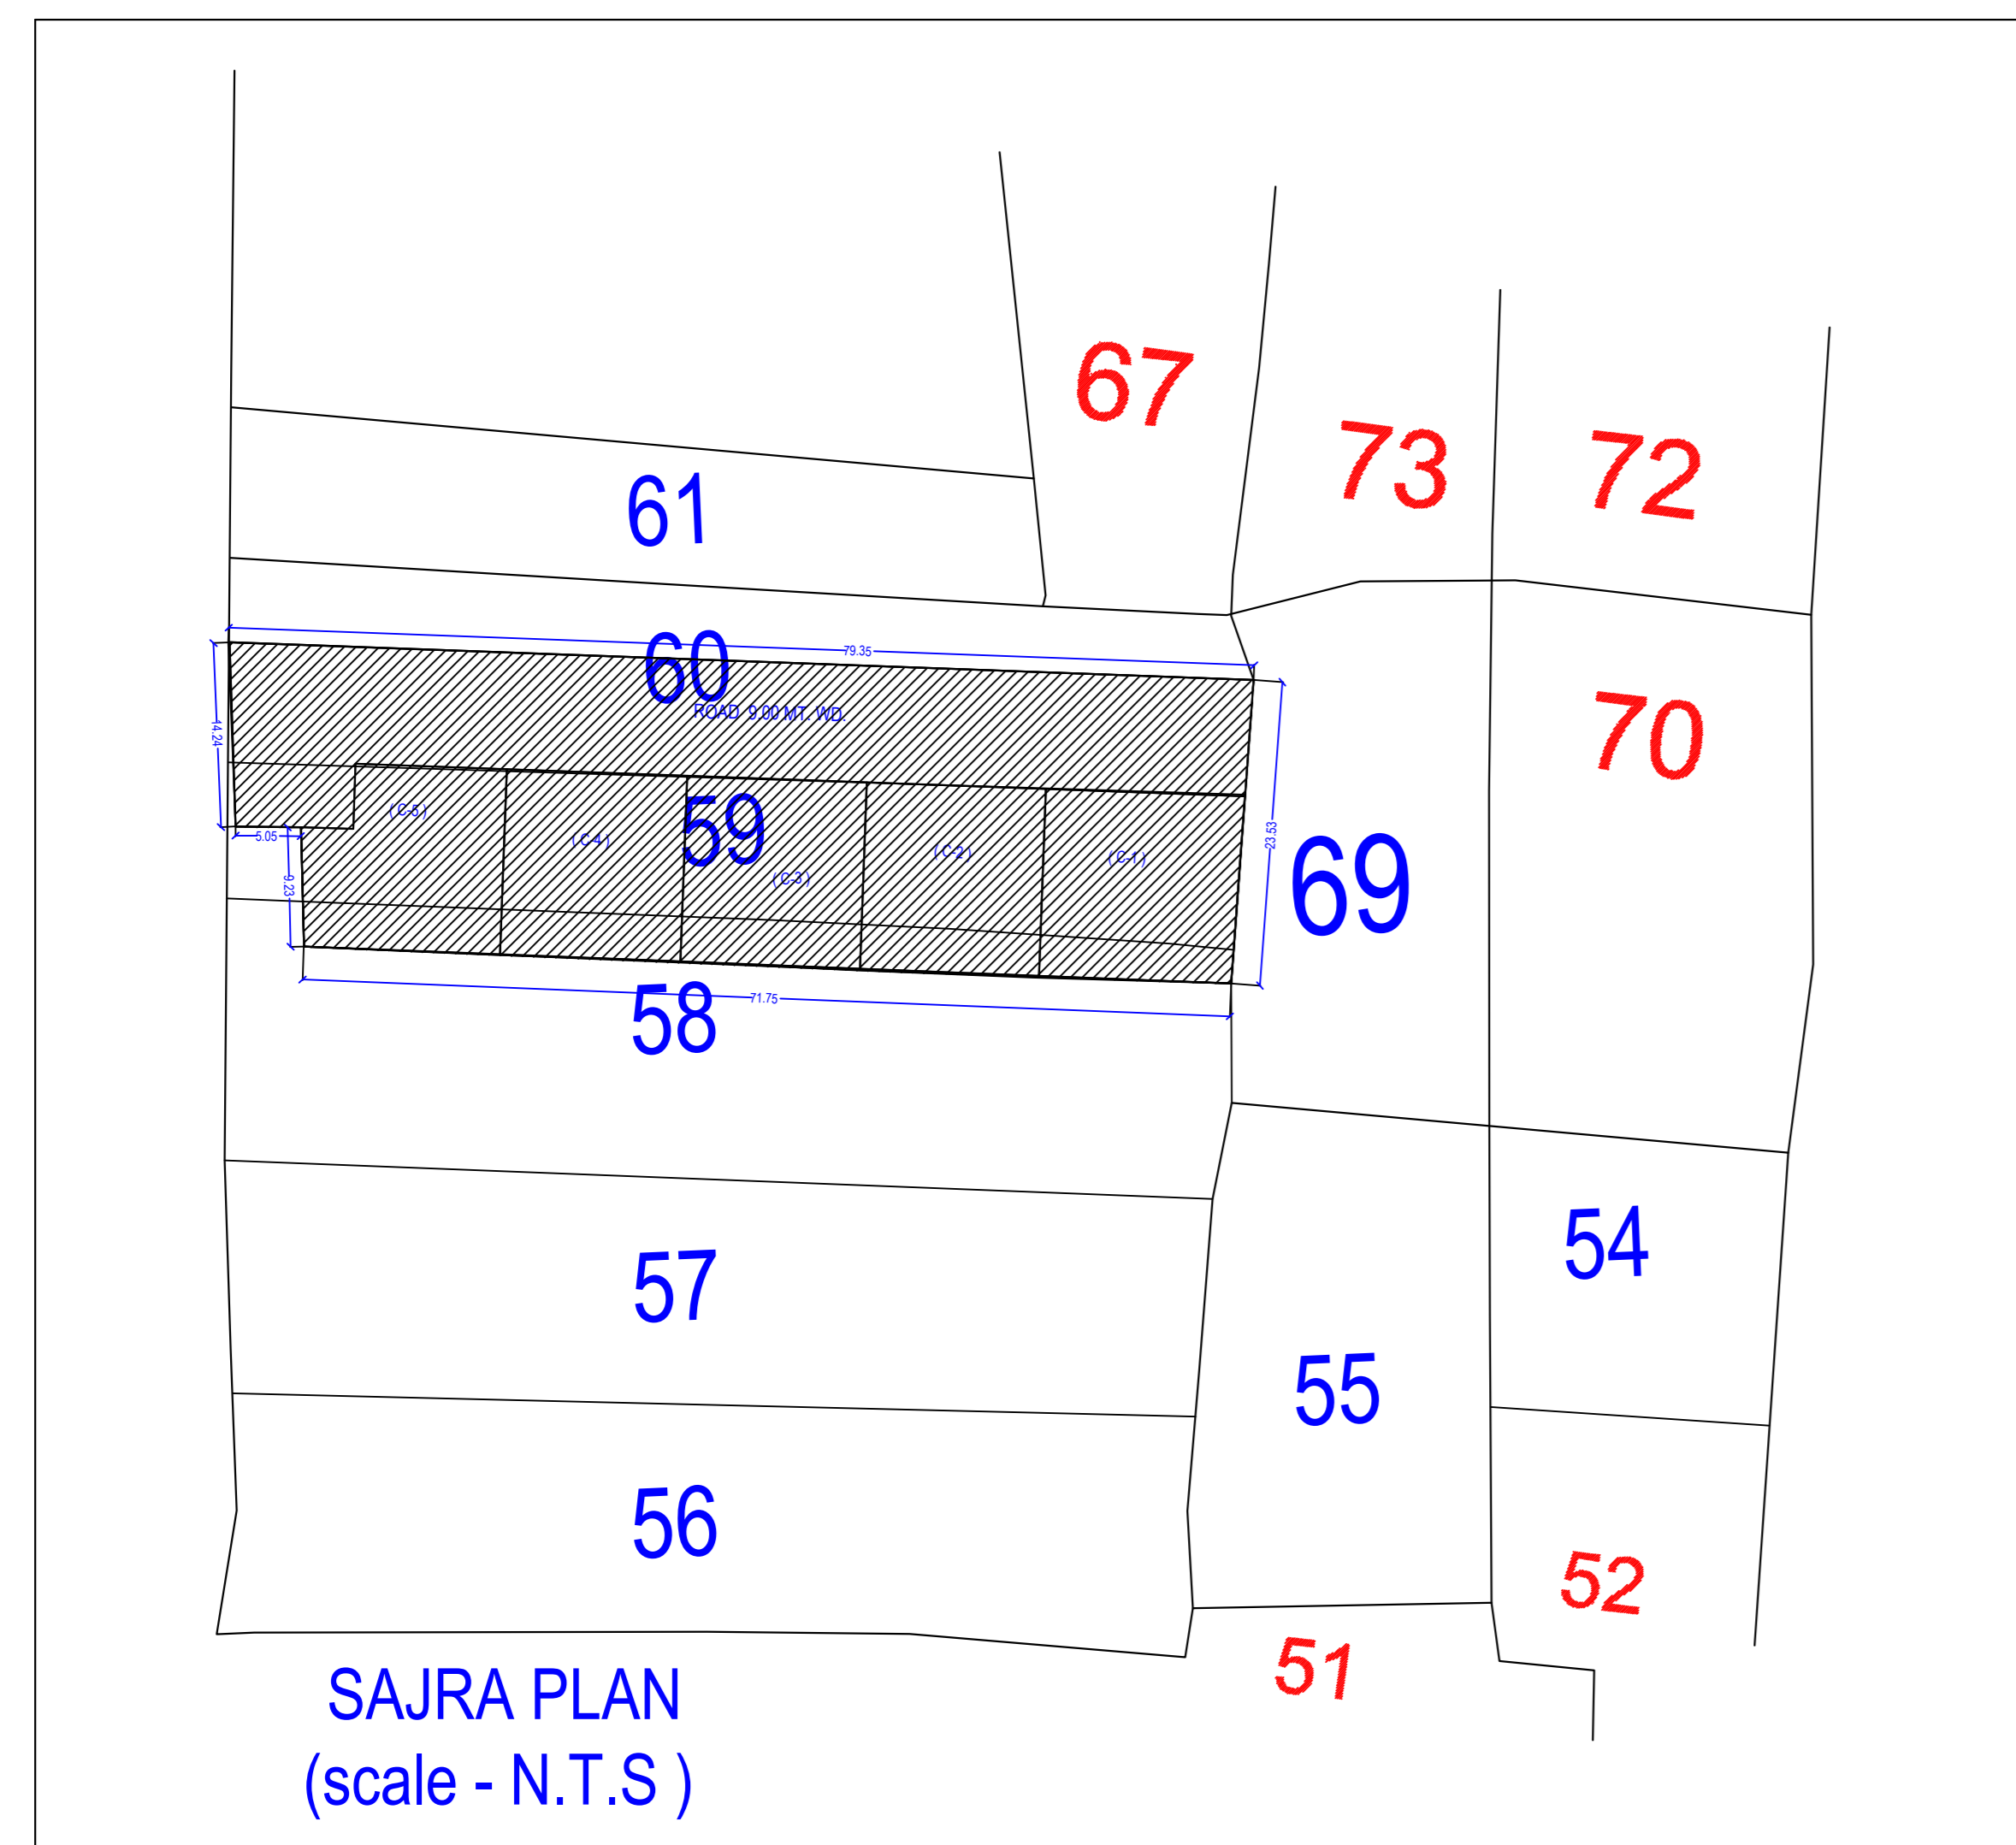 67
73
72
61
60
79.35
ROAD 9.00 MT. WD.
70
14.24
59
( C-5 )
( C-4 )
( C-3 )
( C-2 )
( C-1 )
23.53
5.05
9.23
69
71.75
58
57
54
55
56
52
51
SAJRA PLAN
(scale - N.T.S )